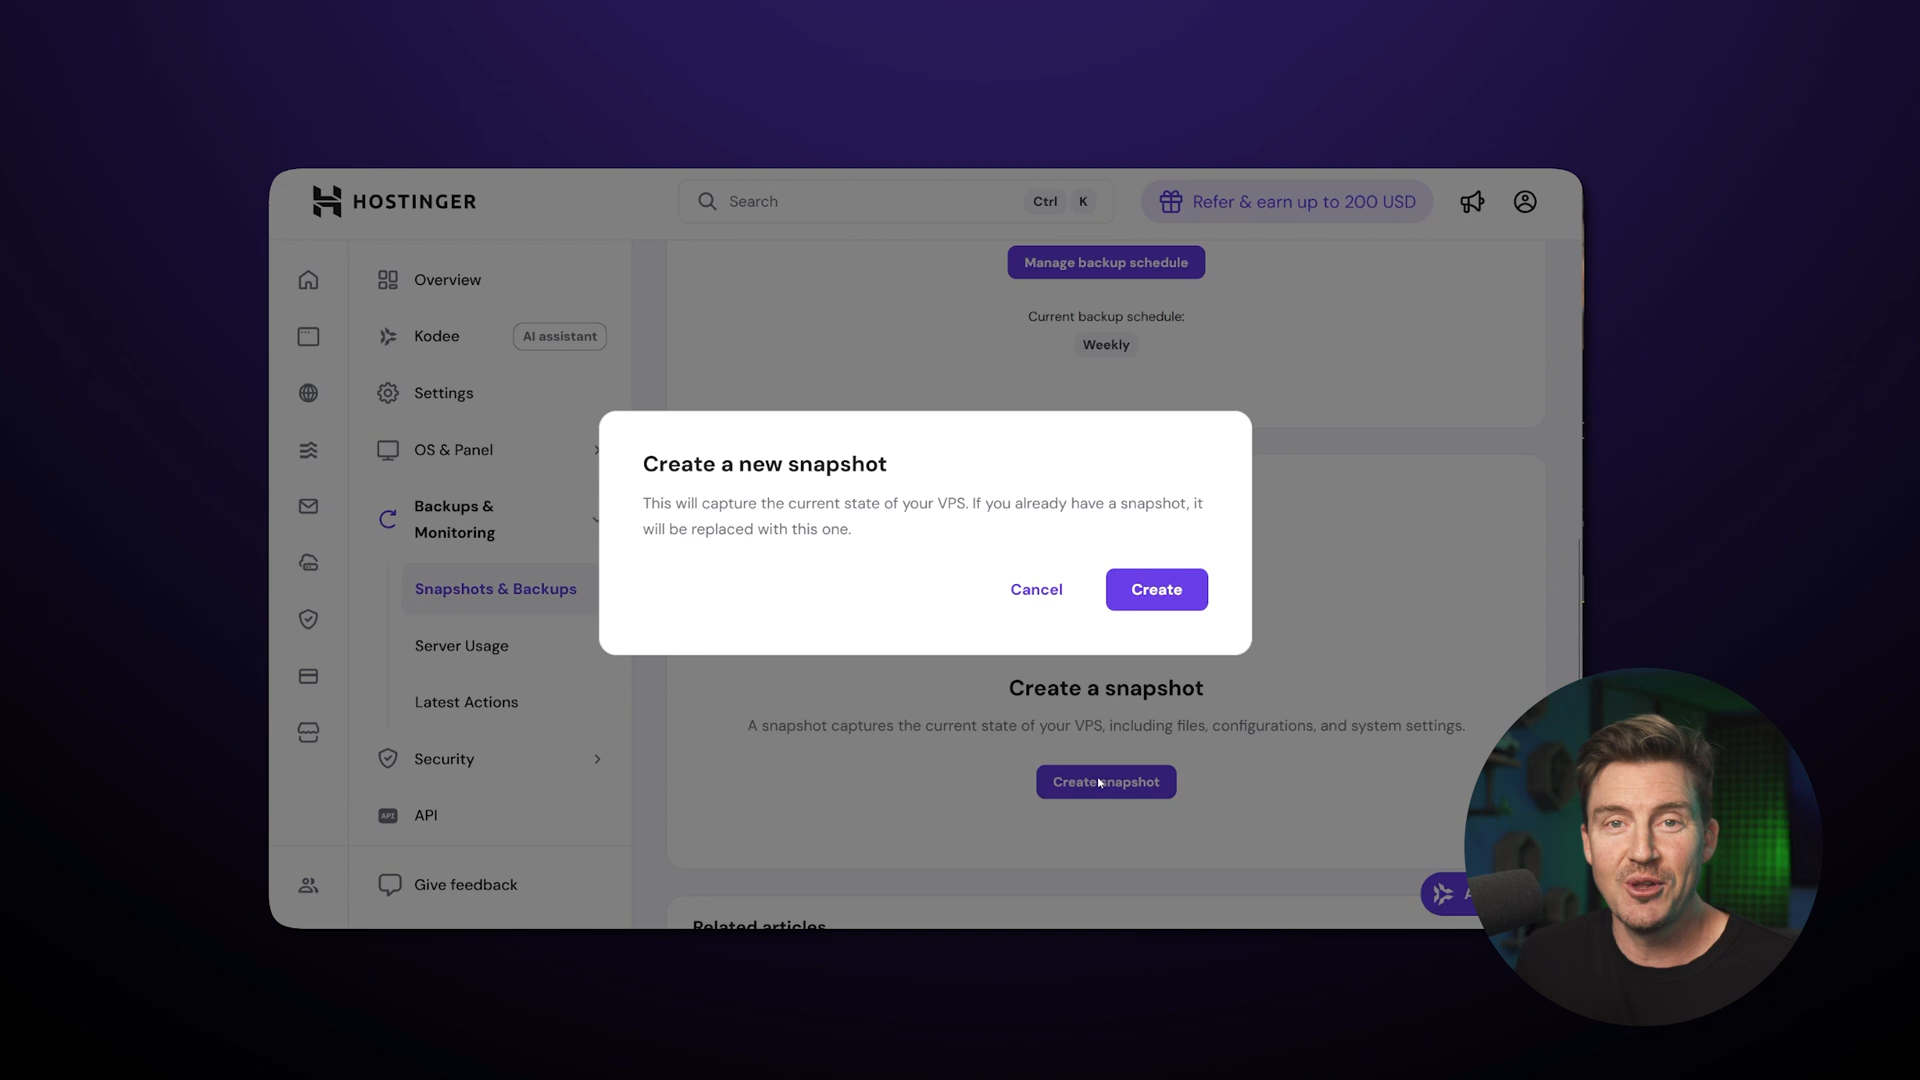 HOSTINGER
Search
Ctrl
K
Refer & earn up to 200 USD
Overview
Kodee
AI assistant
Settings
OS & Panel
Backups &
Monitoring
Snapshots & Backups
Server Usage
Latest Actions
Security
API
API
Give feedback
Manage backup schedule
Current backup schedule:
Weekly
Create a new snapshot
This will capture the current state of your VPS. If you already have a snapshot, it
will be replaced with this one.
Cancel
Create
Create a snapshot
A snapshot captures the current state of your VPS, including files, configurations, and system settings.
Create snapshot
Related articles